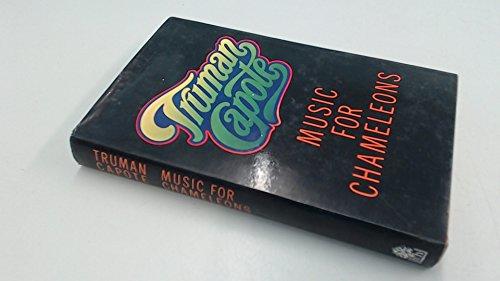 Truman
Capote
MUSIC
FOR
CHAMELEONS
TRUMAN
CAPOTE
MUSIC FOR
CHAMELEONS